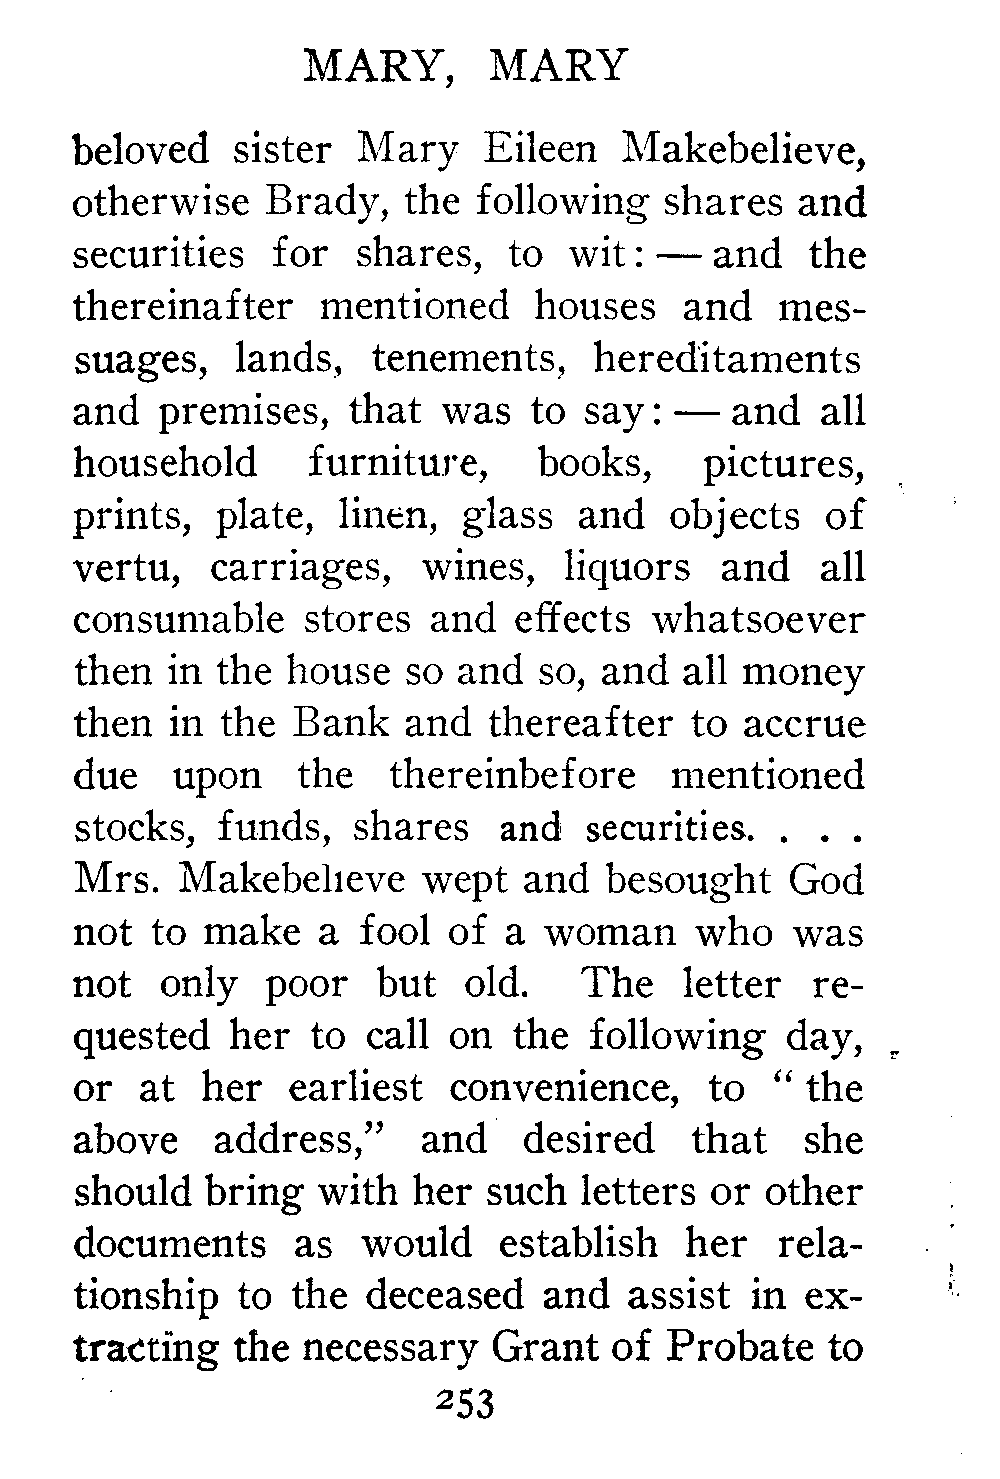 MARY, MARY
beloved sister Mary Eileen Makebelieve,
otherwise Brady, the following shares and
securities for shares, to wit: — and the
thereinafter mentioned houses and mes-
suages, lands, tenements, hereditaments
and premises, that was to say: — and all
household furniture, books, pictures,
prints, plate, linen, glass and objects of
vertu, carriages, wines, liquors and all
consumable stores and effects whatsoever
then in the house so and so, and all money
then in the Bank and thereafter to accrue
due upon the thereinbefore mentioned
stocks, funds, shares and securities. . . .
Mrs. Makebelieve wept and besought God
not to make a fool of a woman who was
not only poor but old. The letter re-
quested her to call on the following day,
or at her earliest convenience, to “ the
above address,” and desired that she
should bring with her such letters or other
documents as would establish her rela-
tionship to the deceased and assist in ex-
tracting the necessary Grant of Probate to
253